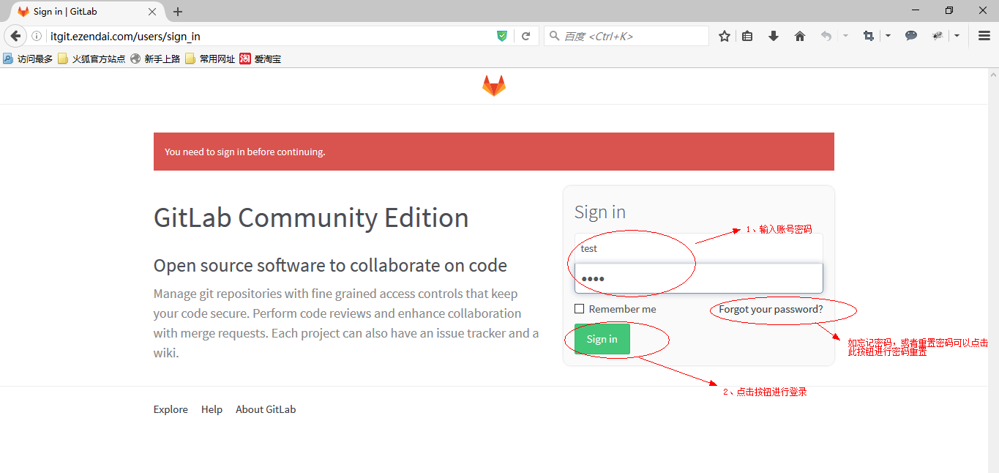 Sign in | GitLab
itgit.ezendai.com/users/sign_in
百度 <Ctrl+K>
访问最多 火狐官方站点 新手上路 常用网址 淘 爱淘宝
You need to sign in before continuing.
GitLab Community Edition
Open source software to collaborate on code
Manage git repositories with fine grained access controls that keep
your code secure. Perform code reviews and enhance collaboration
with merge requests. Each project can also have an issue tracker and a
wiki.
Sign in
1、输入账号密码
test
••••
Remember me
Forgot your password?
Sign in
如忘记密码，或者重置密码可以点击
此按钮进行密码重置
2、点击按钮进行登录
Explore Help About GitLab